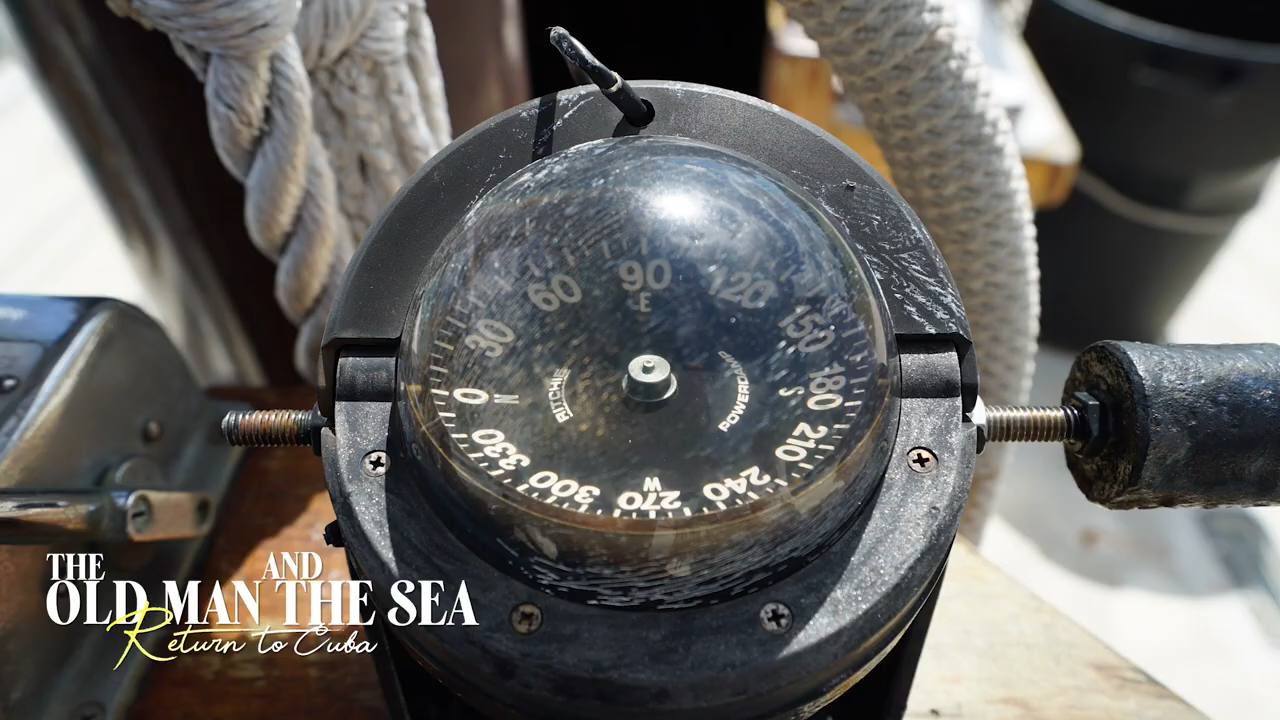 60
90
120
E
30
150
0
N
RITCHIE
180
S
330
210
300
W
270
240
THE
AND
OLD MAN THE SEA
Return to Cuba